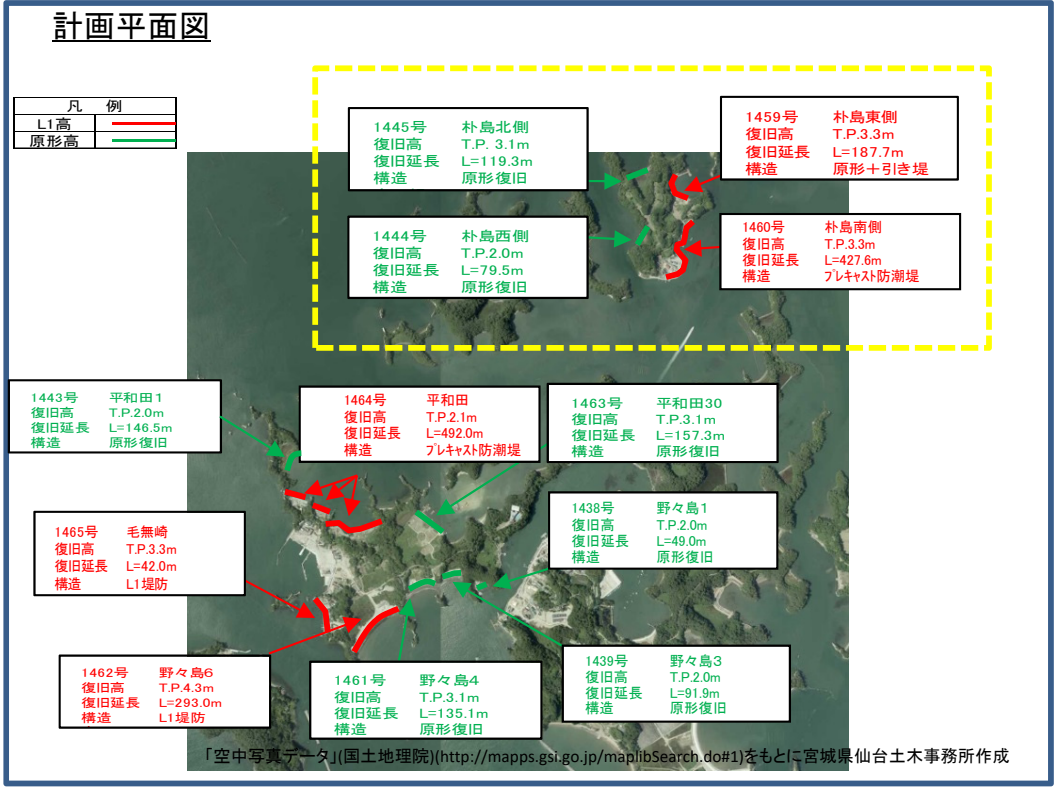 計画平面図
凡 例
L1高
原形高
1445号 朴島北側
復旧高 T.P. 3.1m
復旧延長 L=119.3m
構造 原形復旧
1459号 朴島東側
復旧高 T.P.3.3m
復旧延長 L=187.7m
構造 原形+引き堤
1444号 朴島西側
復旧高 T.P.2.0m
復旧延長 L=79.5m
構造 原形復旧
1460号 朴島南側
復旧高 T.P.3.3m
復旧延長 L=427.6m
構造 プレキャスト防潮堤
1443号 平和田1
復旧高 T.P.2.0m
復旧延長 L=146.5m
構造 原形復旧
1464号 平和田
復旧高 T.P.2.1m
復旧延長 L=492.0m
構造 プレキャスト防潮堤
1463号 平和田30
復旧高 T.P.3.1m
復旧延長 L=157.3m
構造 原形復旧
1438号 野々島1
復旧高 T.P.2.0m
復旧延長 L=49.0m
構造 原形復旧
1465号 毛無崎
復旧高 T.P.3.3m
復旧延長 L=42.0m
構造 L1堤防
1462号 野々島6
復旧高 T.P.4.3m
復旧延長 L=293.0m
構造 L1堤防
1461号 野々島4
復旧高 T.P.3.1m
復旧延長 L=135.1m
構造 原形復旧
1439号 野々島3
復旧高 T.P.2.0m
復旧延長 L=91.9m
構造 原形復旧
「空中写真データ」(国土地理院)(http://mapps.gsi.go.jp/maplibSearch.do#1)をもとに宮城県仙台土木事務所作成